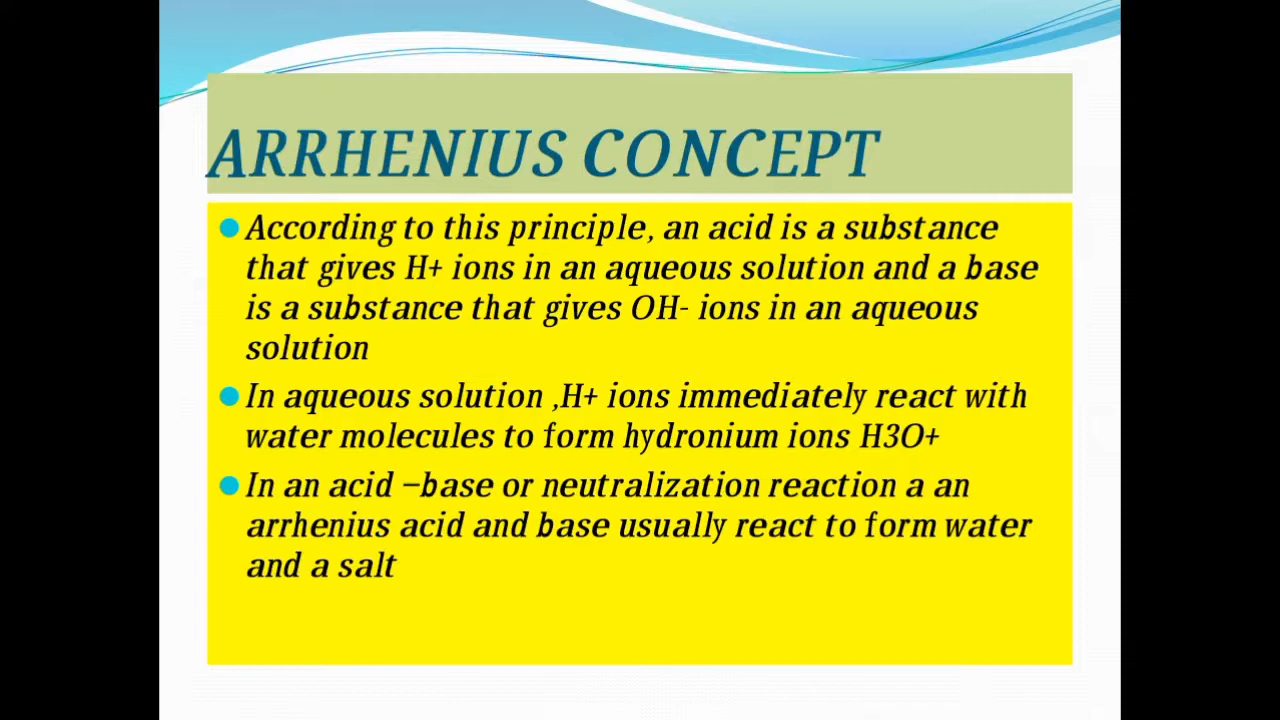 ARRHENIUS CONCEPT
According to this principle, an acid is a substance
that gives H+ ions in an aqueous solution and a base
is a substance that gives OH- ions in an aqueous
solution
In aqueous solution ,H+ ions immediately react with
water molecules to form hydronium ions H3O+
In an acid –base or neutralization reaction a an
arrhenius acid and base usually react to form water
and a salt